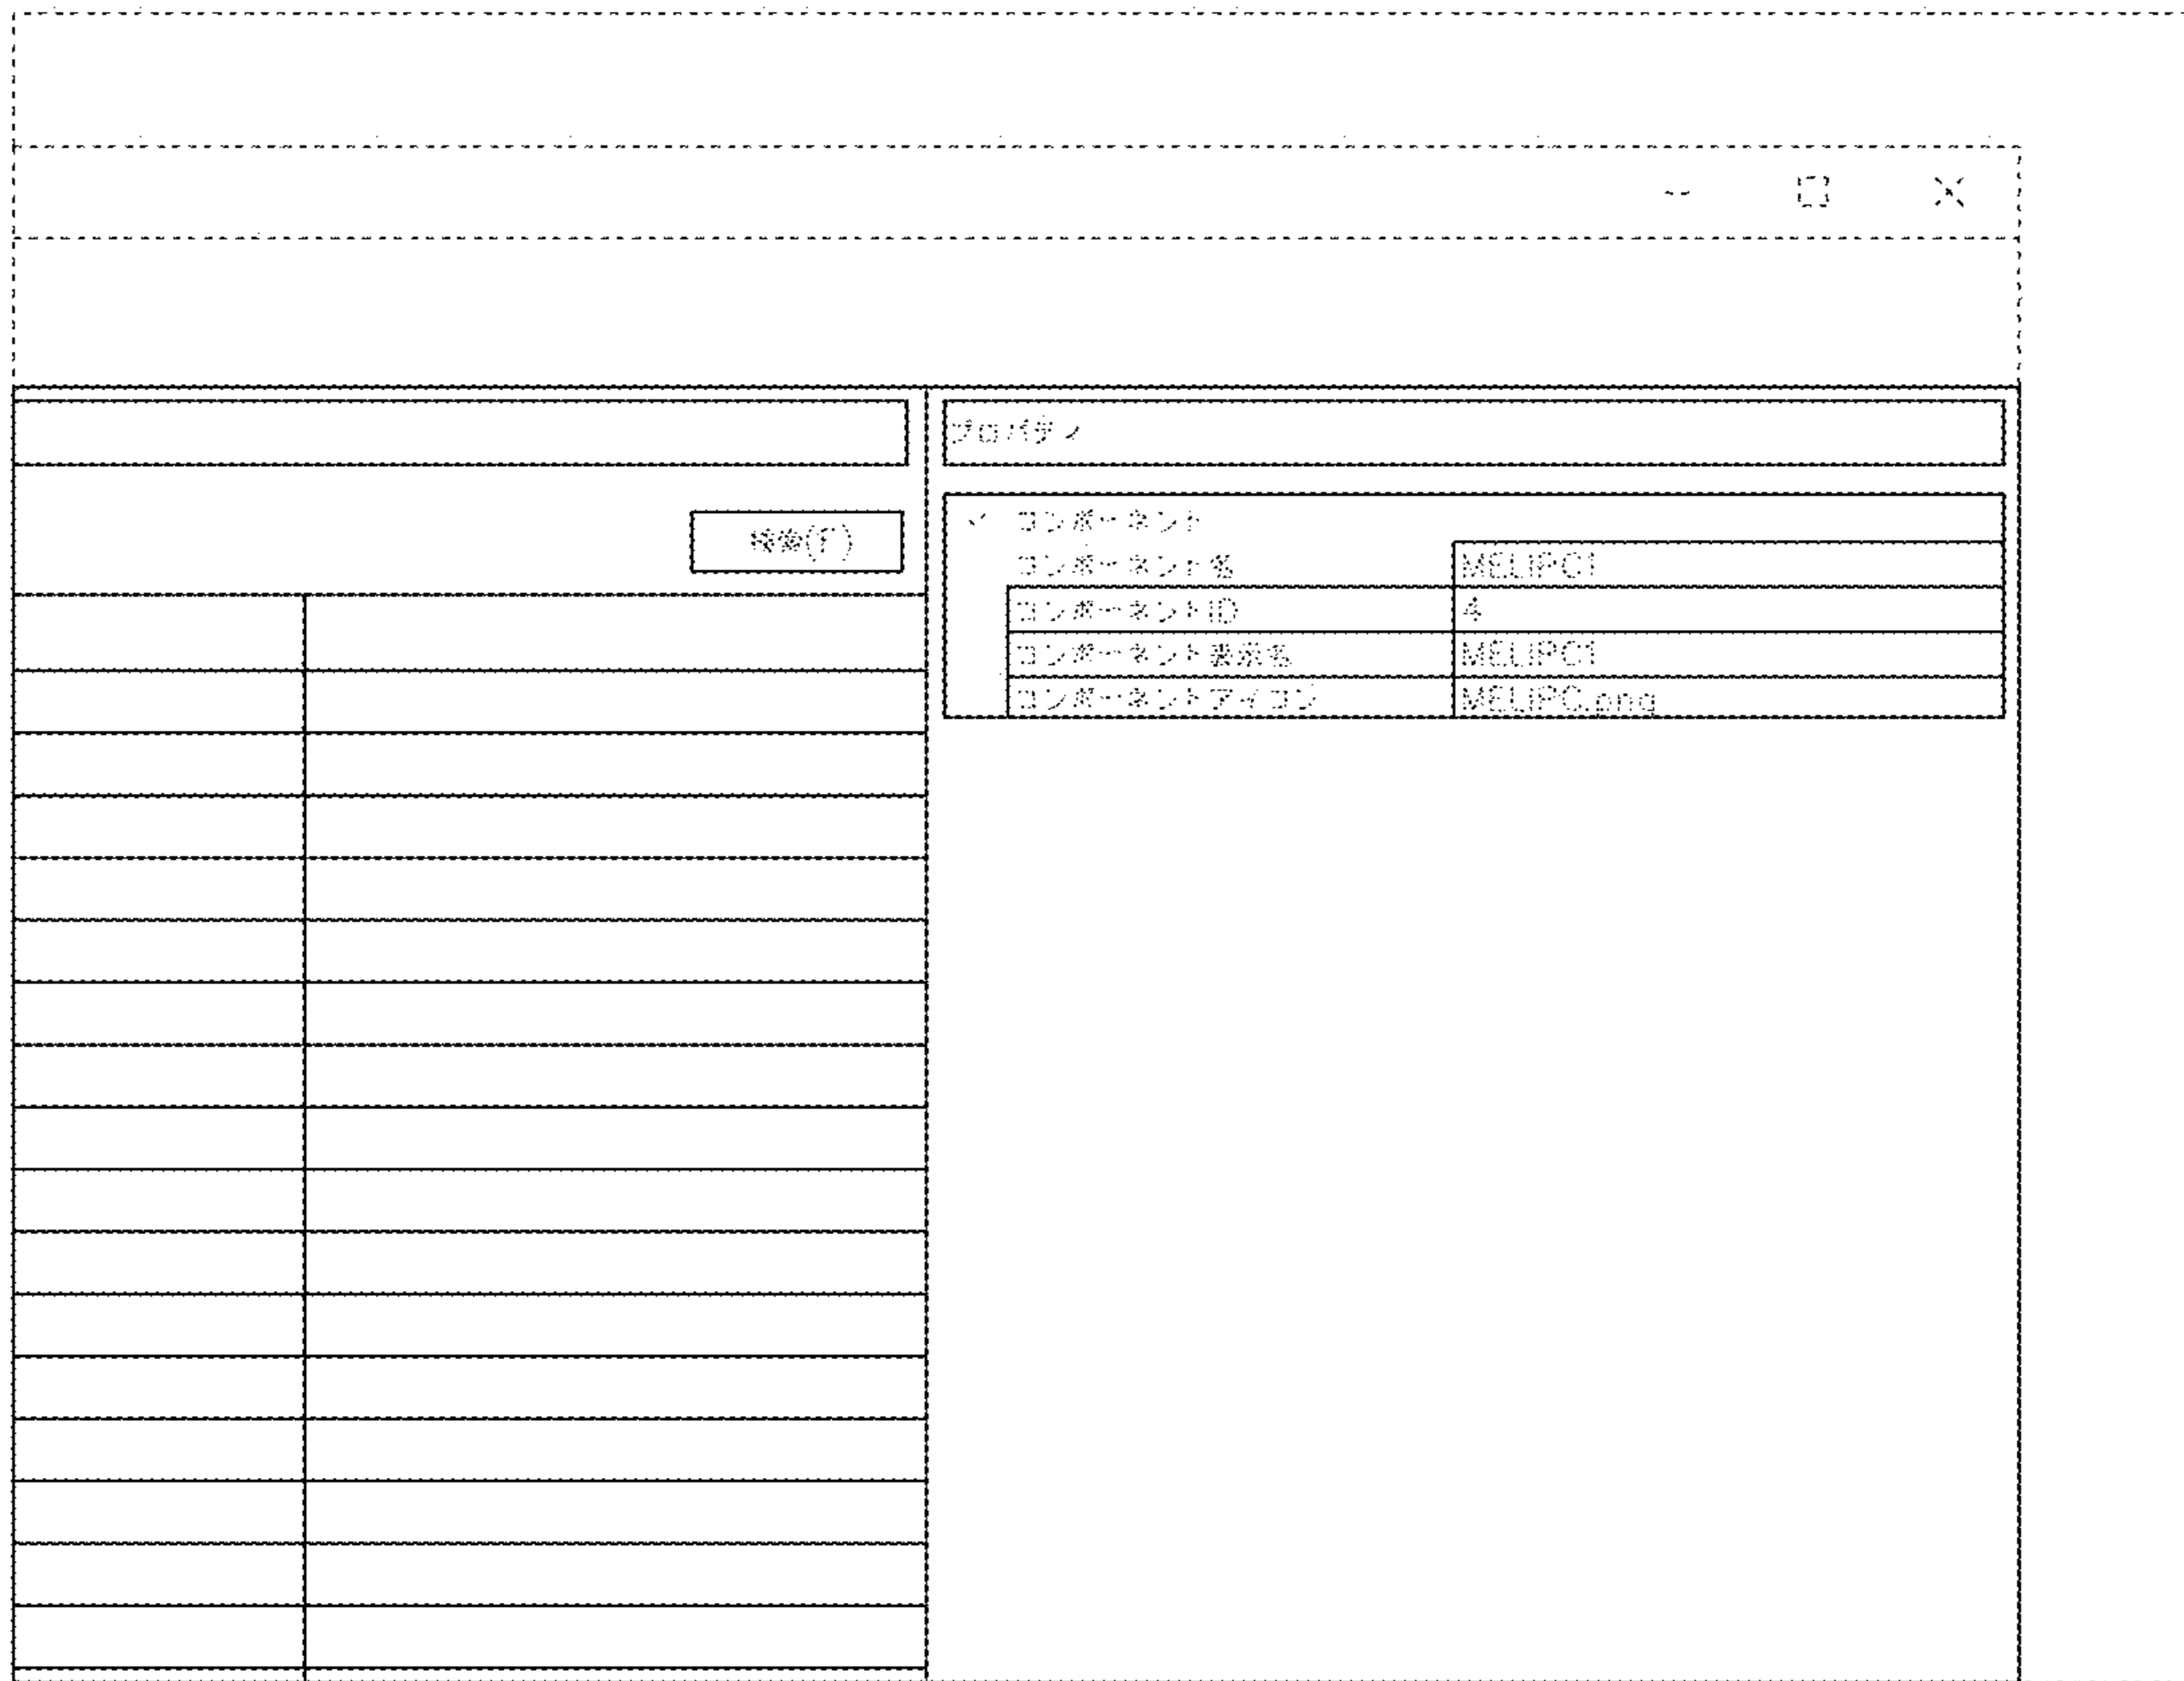 プロパティ
検索(F)
コンポーネント
コンポーネント名 MELIPC1
コンポーネントID 4
コンポーネント表示名 MELIPC1
コンポーネントアイコン MELIPC.png